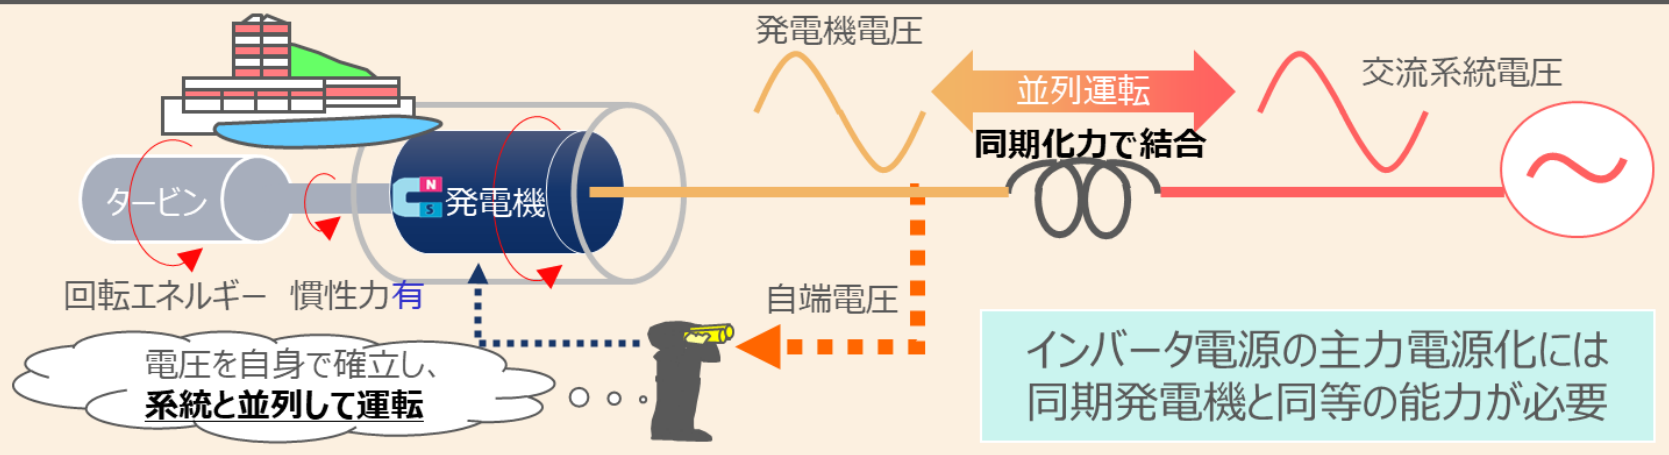 発電機電圧
交流系統電圧
並列運転
同期化力で結合
タービン
N
S
発電機
回転エネルギー
慣性力有
自端電圧
電圧を自身で確立し、
系統と並列して運転
インバータ電源の主力電源化には
同期発電機と同等の能力が必要